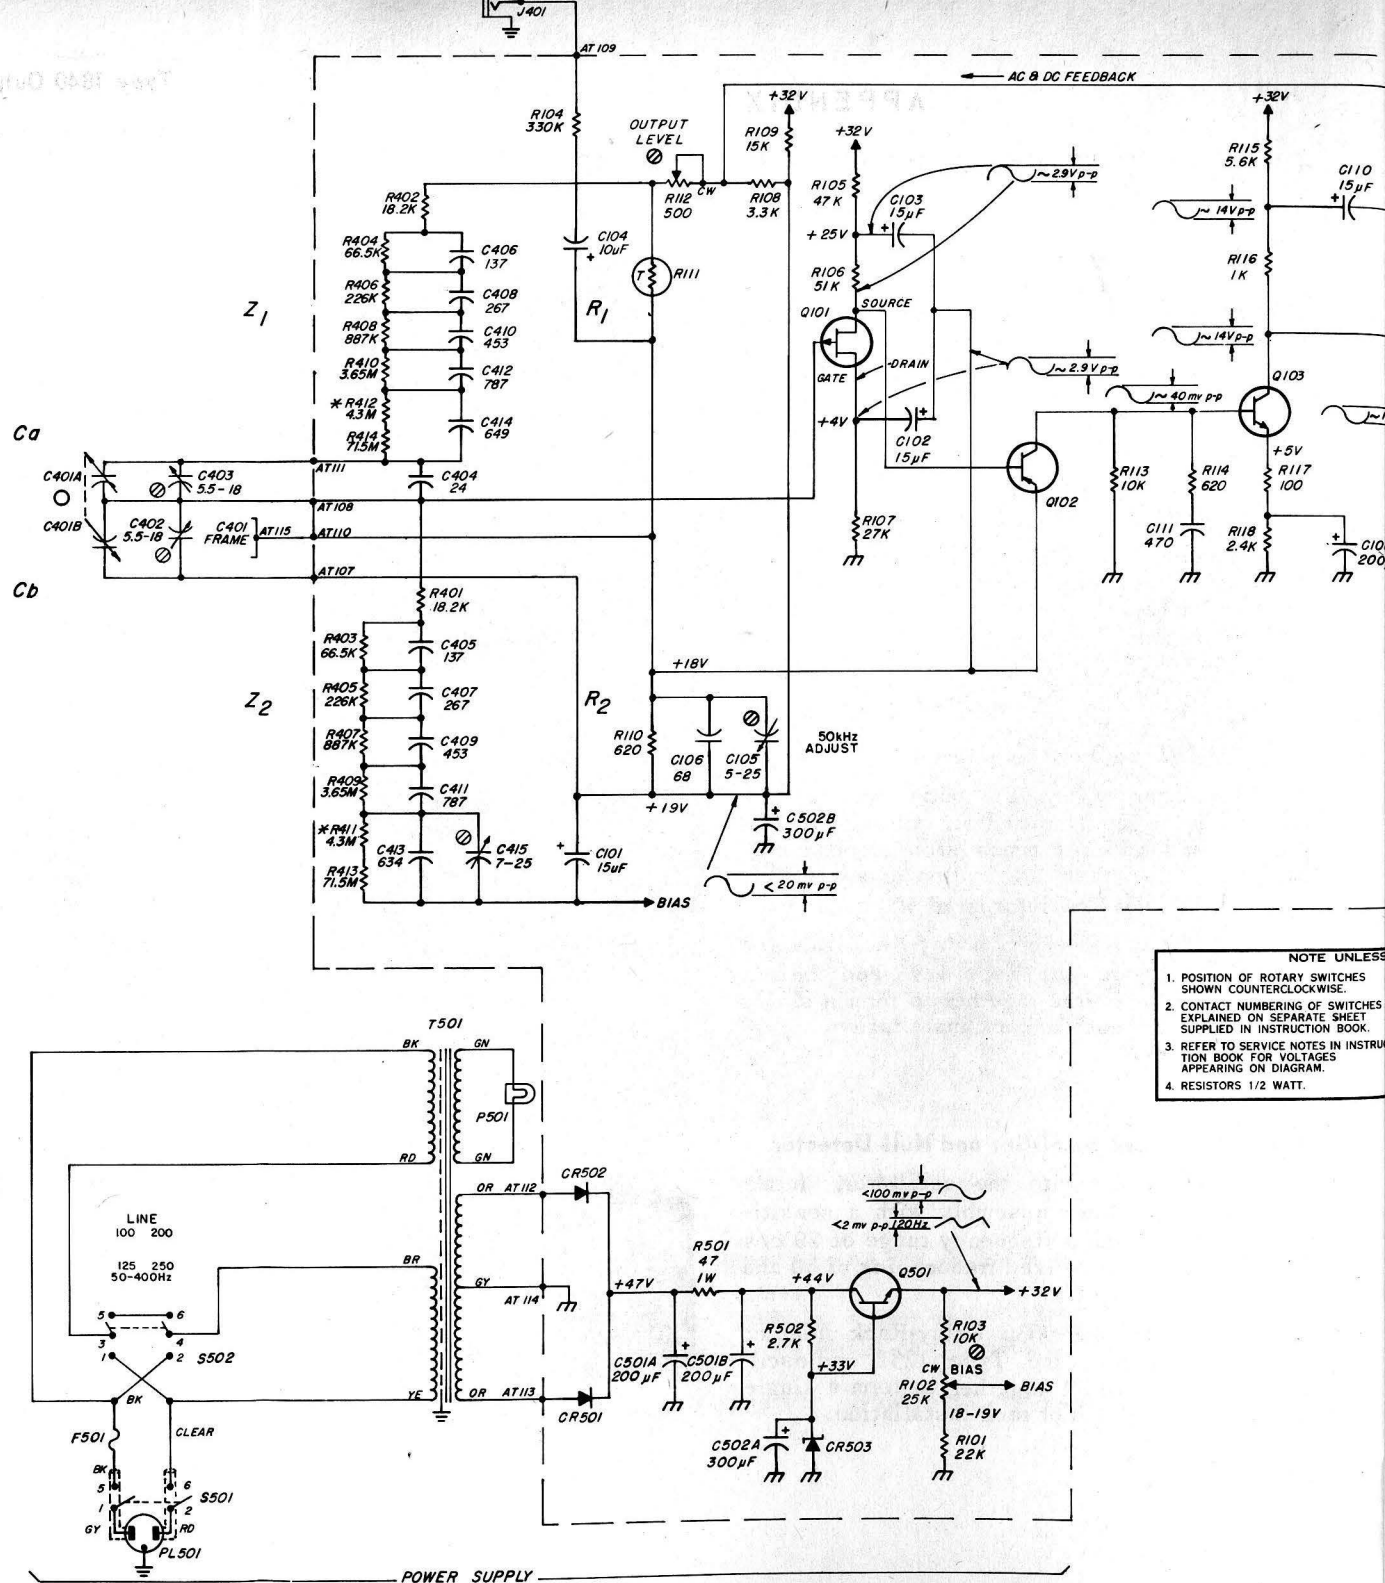 J401
AT 109
AC & DC FEEDBACK
APPENDIX
R104
330K
OUTPUT
LEVEL
+32V
R109
15K
+32V
+32V
R115
5.6K
C110
15µF
~2.9V p-p
R105
47K
C103
15µF
CW
R112
500
R108
3.3K
R402
18.2K
~14V p-p
+25V
R404
66.5K
C406
137
C104
10uF
T
R111
R106
51K
R116
1K
R406
226K
C408
267
Z1
R1
Q101
SOURCE
R408
887K
C410
453
~14V p-p
R410
3.65M
C412
787
GATE
DRAIN
~2.9V p-p
Q103
* R412
4.3M
~40mv p-p
C414
649
+4V
R414
71.5M
Ca
C102
15µF
+5V
C401A
C403
5.5-18
AT111
C404
24
R113
10K
R114
620
R117
100
Q102
AT108
C401B
C402
5.5-18
C401
FRAME
AT115
AT110
R107
27K
C111
470
R118
2.4K
200
AT107
Cb
R401
18.2K
R403
66.5K
C405
137
+18V
Z2
R405
226K
C407
267
R2
R407
887K
C409
453
R110
620
C106
68
C105
5-25
50kHz
ADJUST
R409
3.65M
C411
787
+19V
C502B
300µF
*R411
4.3M
C413
634
C415
7-25
C101
15uF
R413
71.5M
<20 mv p-p
BIAS
NOTE UNLESS
1. POSITION OF ROTARY SWITCHES
SHOWN COUNTERCLOCKWISE.
2. CONTACT NUMBERING OF SWITCHES
EXPLAINED ON SEPARATE SHEET
SUPPLIED IN INSTRUCTION BOOK.
3. REFER TO SERVICE NOTES IN INSTRUC
TION BOOK FOR VOLTAGES
APPEARING ON DIAGRAM.
4. RESISTORS 1/2 WATT.
T501
BK
GN
P501
RD
GN
OR AT112
CR502
<100mv p-p
<2 mv p-p 120Hz
LINE
100 200
125 250
50-400Hz
R501
47
1W
Q501
BR
GY
AT 114
+47V
+44V
+32V
5
6
3
4
1
2
S502
R502
2.7K
R103
10K
C501A
200µF
C501B
200µF
+33V
CW
BIAS
R102
25K
BIAS
BK
YE
OR AT113
CR501
18-19V
F501
CLEAR
C502A
300µF
CR503
R101
22K
BK
5
6
S501
1
2
GY
RD
PL501
POWER SUPPLY